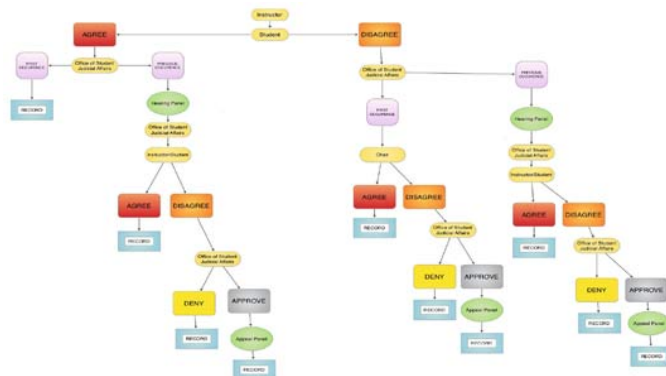 Instructor
AGREE
Student
DISAGREE
FIRST
OCCURRENCE
Office of Student
Judicial Affairs
PREVIOUS
OCCURRENCE
Office of Student
Judicial Affairs
PREVIOUS
OCCURRENCE
RECORD
Hearing Panel
FIRST
OCCURRENCE
Hearing Panel
Office of Student
Judicial Affairs
Instructor/Student
Chair
Office of Student
Judicial Affairs
Instructor/Student
AGREE
DISAGREE
AGREE
DISAGREE
AGREE
DISAGREE
RECORD
RECORD
RECORD
Office of Student
Judicial Affairs
Office of Student
Judicial Affairs
Office of Student
Judicial Affairs
DENY
APPROVE
DENY
APPROVE
DENY
APPROVE
RECORD
Appeal Panel
RECORD
Appeal Panel
RECORD
Appeal Panel
RECORD
RECORD
RECORD